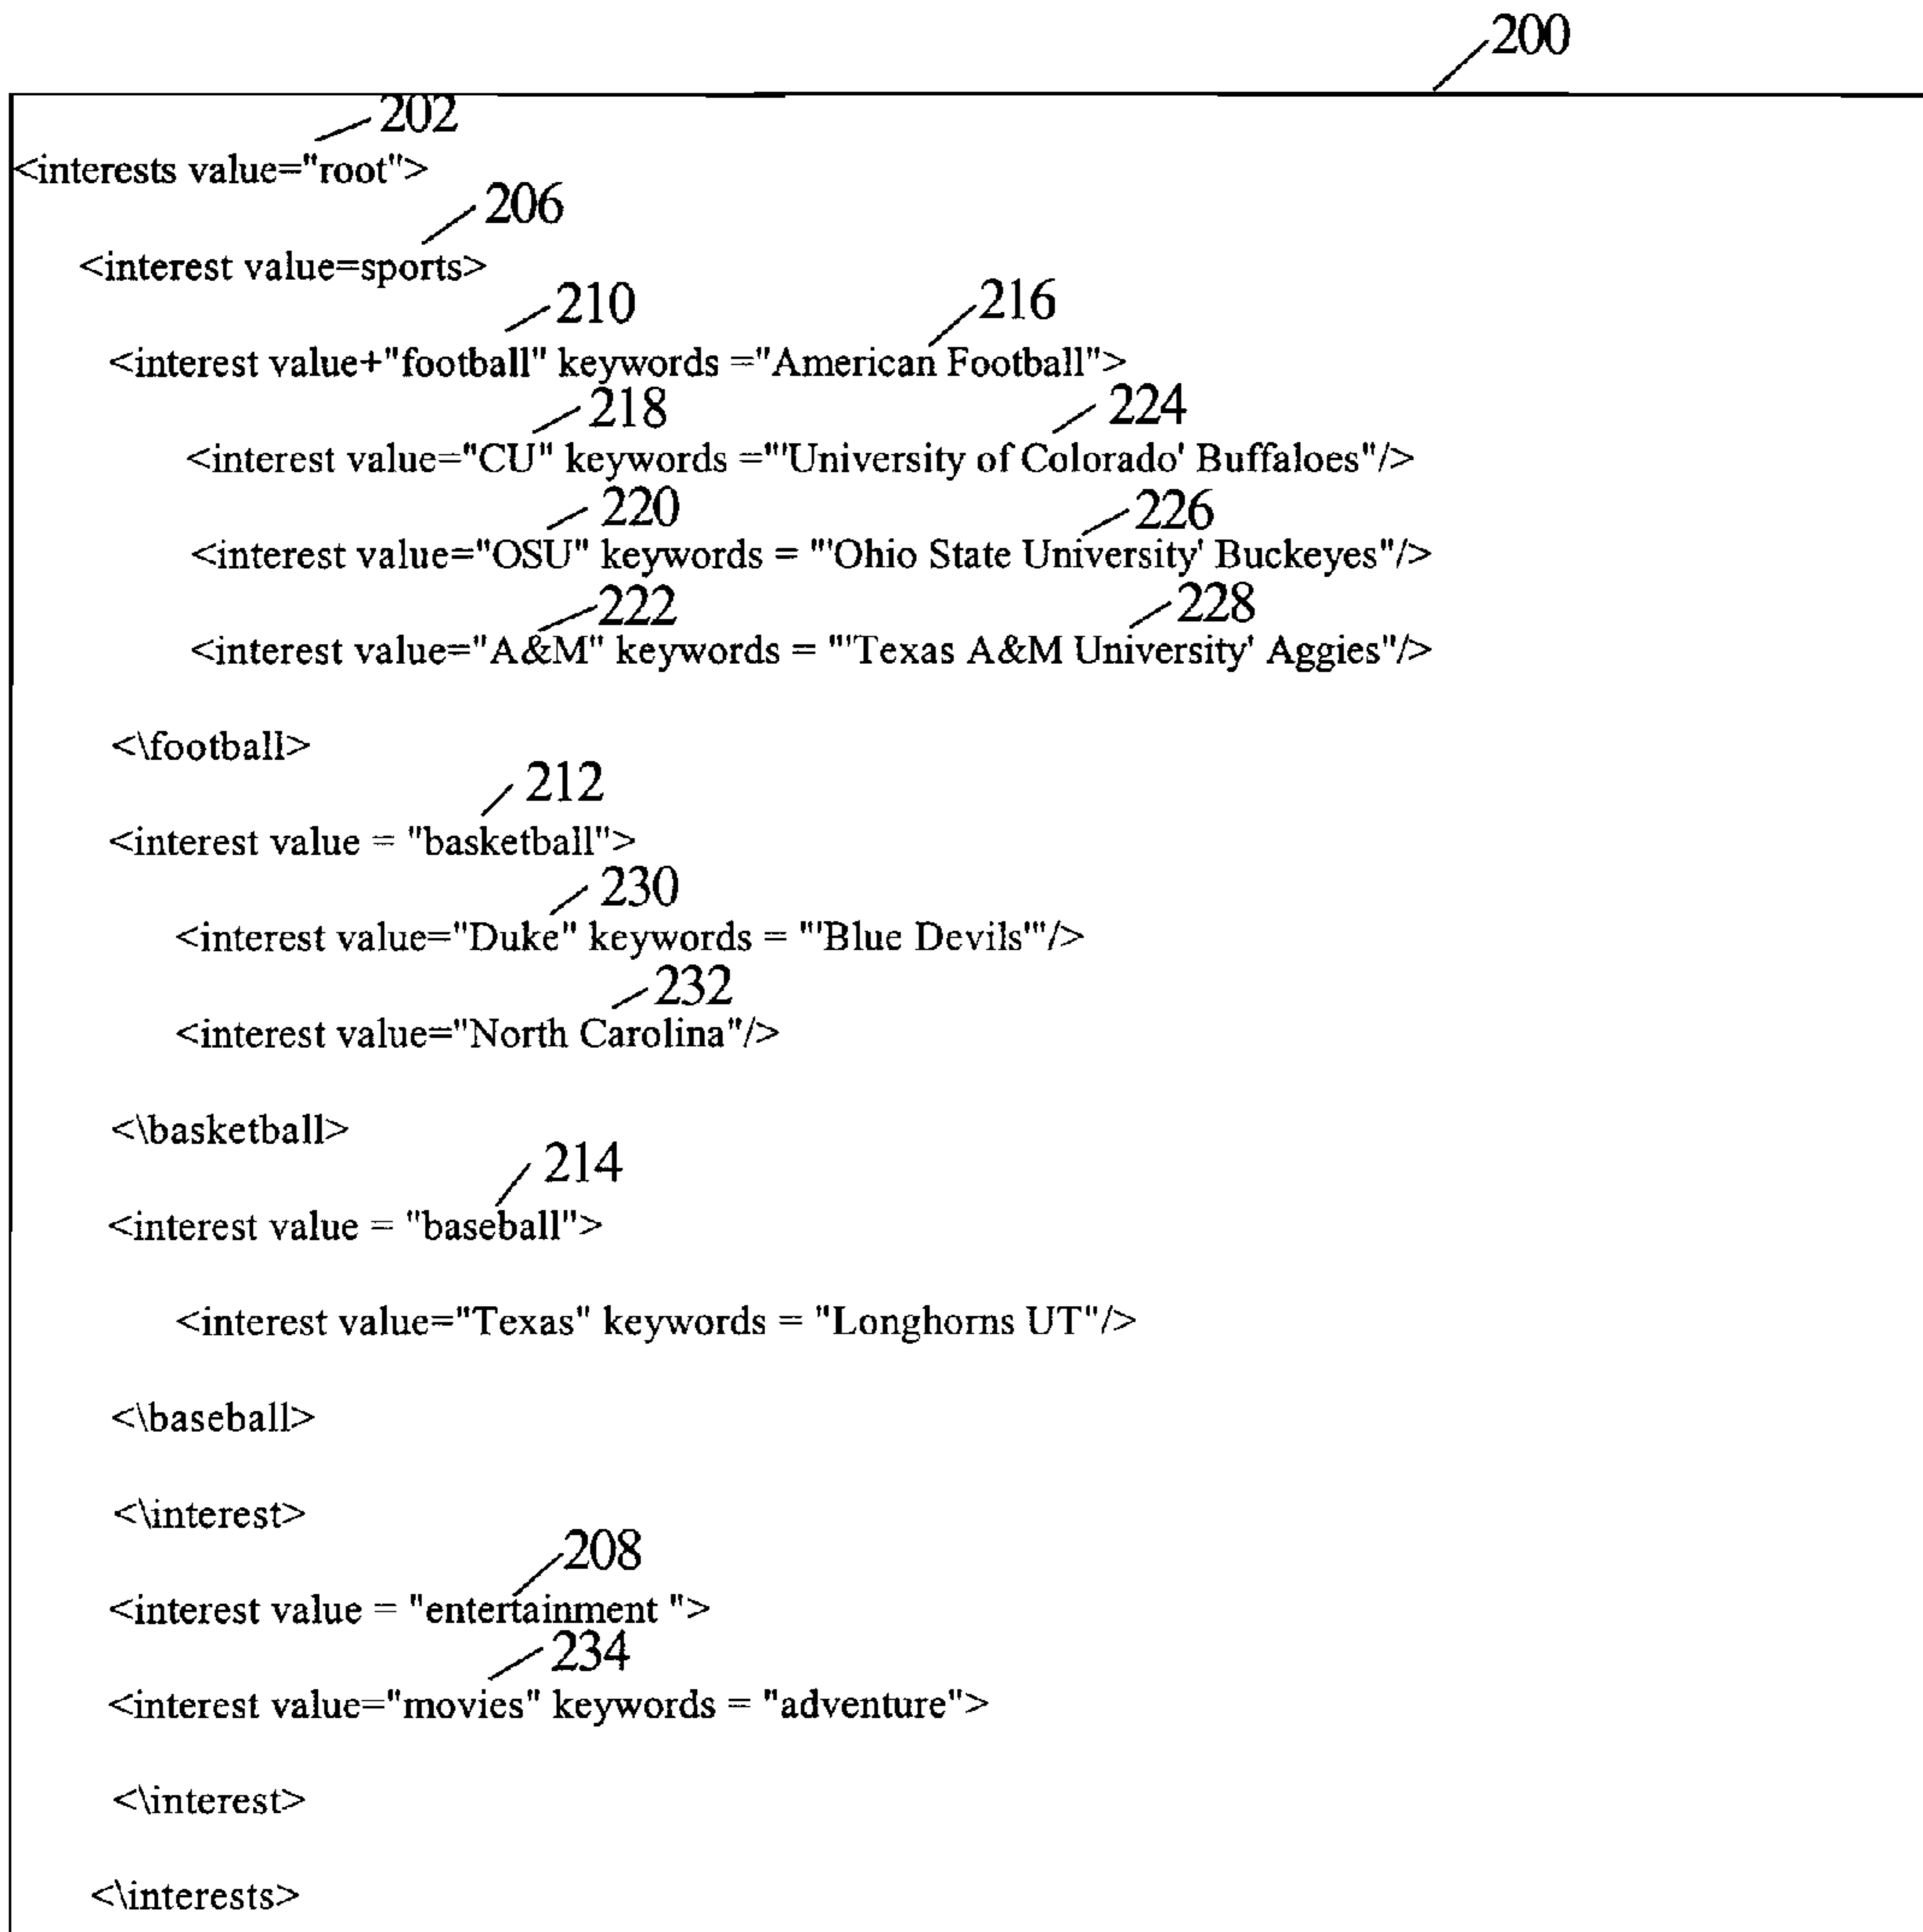 200
202
<interests value="root">
206
<interest value=sports>
210 216
<interest value+"football" keywords ="American Football">
218 224
<interest value="CU" keywords ="'University of Colorado' Buffaloes"/>
220 226
<interest value="OSU" keywords = "'Ohio State University' Buckeyes"/>
222 228
<interest value="A&M" keywords = "'Texas A&M University' Aggies"/>
<\football>
212
<interest value = "basketball">
230
<interest value="Duke" keywords = "'Blue Devils'"/>
232
<interest value="North Carolina"/>
<\basketball>
214
<interest value = "baseball">
<interest value="Texas" keywords = "Longhorns UT"/>
<\baseball>
<\interest>
208
<interest value = "entertainment ">
234
<interest value="movies" keywords = "adventure">
<\interest>
<\interests>